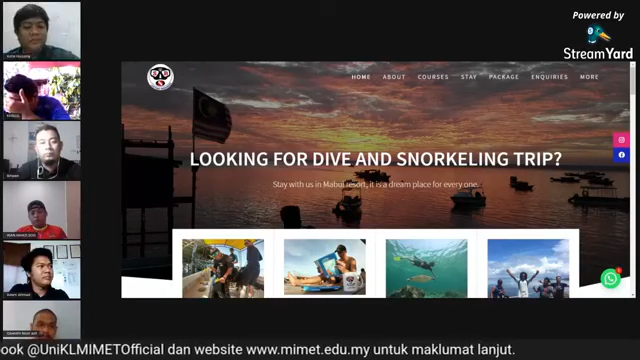 Powered by
StreamYard
HOME ABOUT COURSES STAY PACKAGE ENQUIRIES MORE
LOOKING FOR DIVE AND SNORKELING TRIP?
Stay with us in Mabul resort, it is a dream place for every one.
ook @UniKLMIMETOfficial dan website www.mimet.edu.my untuk maklumat lanjut.